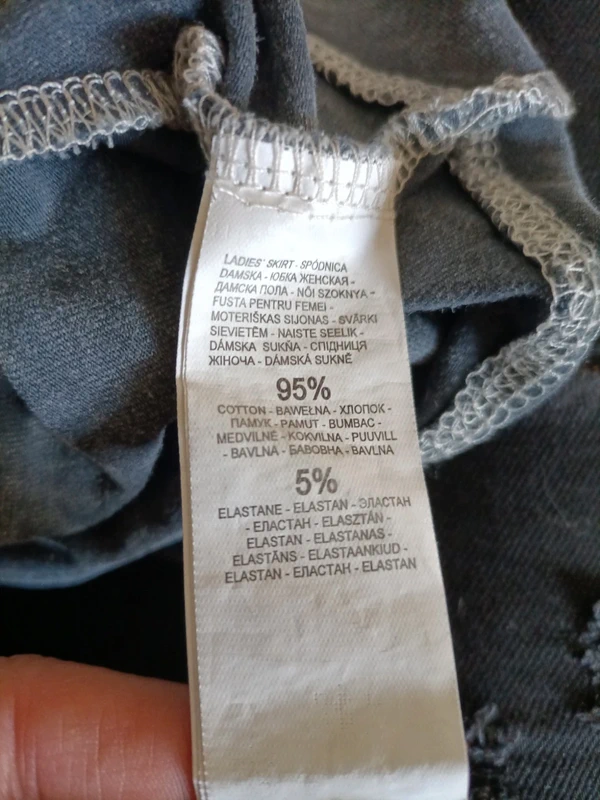 LADIES' SKIRT - SPÓDNICA
DAMSKA - ЮБКА ЖЕНСКАЯ -
ДАМСКА ПОЛА - NŐI SZOKNYA -
FUSTA PENTRU FEMEI -
MOTERIŠKAS SIJONAS - SVĀRKI
SIEVIETĒM - NAISTE SEELIK -
DÁMSKA SUKŇA - СПІДНИЦЯ
ЖІНОЧА - DÁMSKÁ SUKNĚ
95%
COTTON - BAWEŁNA - ХЛОПОК -
ПАМУК - PAMUT - BUMBAC -
MEDVILNĖ - KOKVILNA - PUUVILL
- BAVLNA - БАВОВНА - BAVLNA
5%
ELASTANE - ELASTAN - ЭЛАСТАН
- ЕЛАСТАН - ELASZTÁN -
ELASTAN - ELASTANAS -
ELASTĀNS - ELASTAANKIUD -
ELASTAN - ЕЛАСТАН - ELASTAN